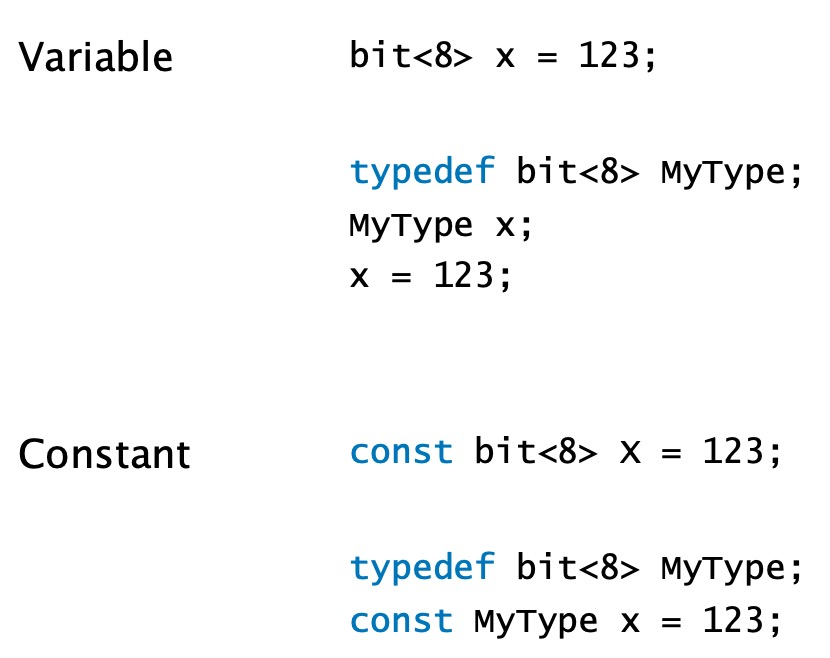 Variable bit<8> x = 123;
typedef bit<8> MyType;
MyType x;
x = 123;
Constant const bit<8> X = 123;
typedef bit<8> MyType;
const MyType x = 123;